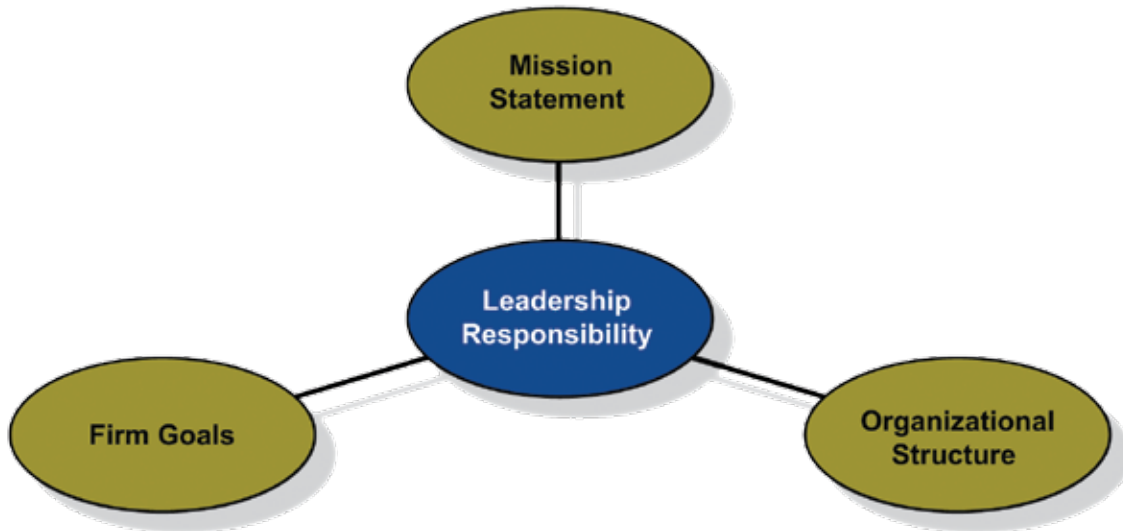 Mission
Statement
Leadership
Responsibility
Firm Goals
Organizational
Structure